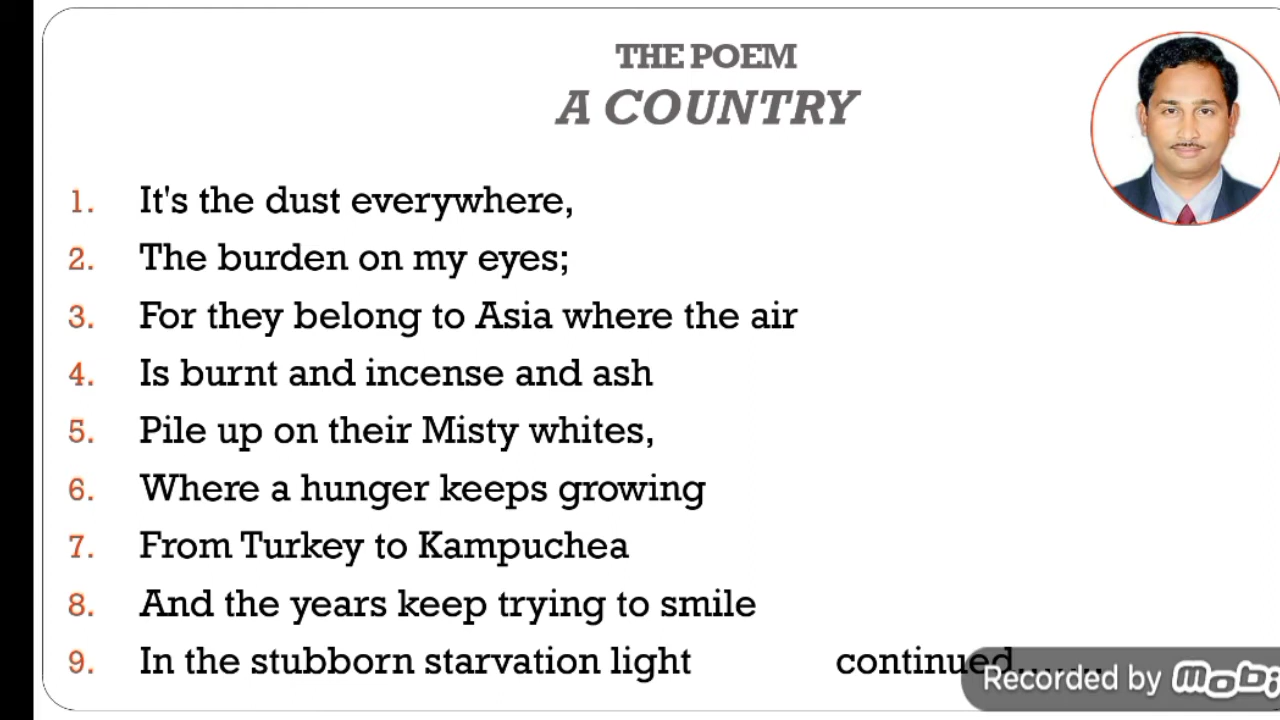 THE POEM
A COUNTRY
1. It's the dust everywhere,
2. The burden on my eyes;
3. For they belong to Asia where the air
4. Is burnt and incense and ash
5. Pile up on their Misty whites,
6. Where a hunger keeps growing
7. From Turkey to Kampuchea
8. And the years keep trying to smile
9. In the stubborn starvation light continued.......
Recorded by